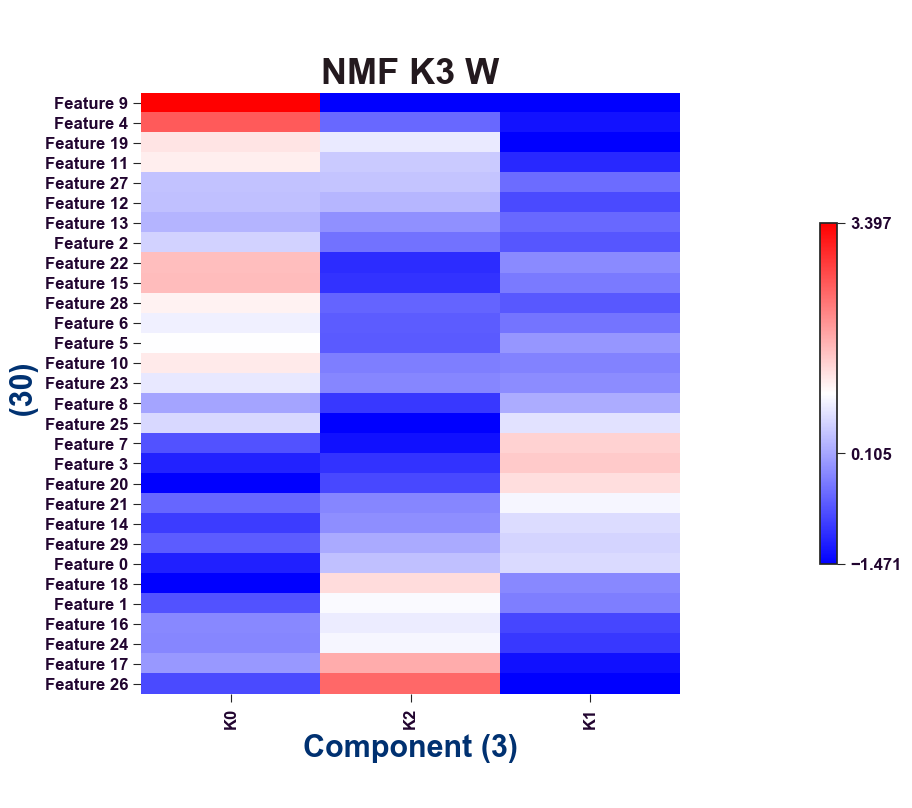 NMF K3 W
Feature 9
Feature 4
Feature 19
Feature 11
Feature 27
Feature 12
Feature 13
Feature 2
Feature 22
Feature 15
Feature 28
Feature 6
Feature 5
Feature 10
Feature 23
Feature 8
Feature 25
Feature 7
Feature 3
Feature 20
Feature 21
Feature 14
Feature 29
Feature 0
Feature 18
Feature 1
Feature 16
Feature 24
Feature 17
Feature 26
(30)
K0
K2
K1
Component (3)
3.397
0.105
−1.471